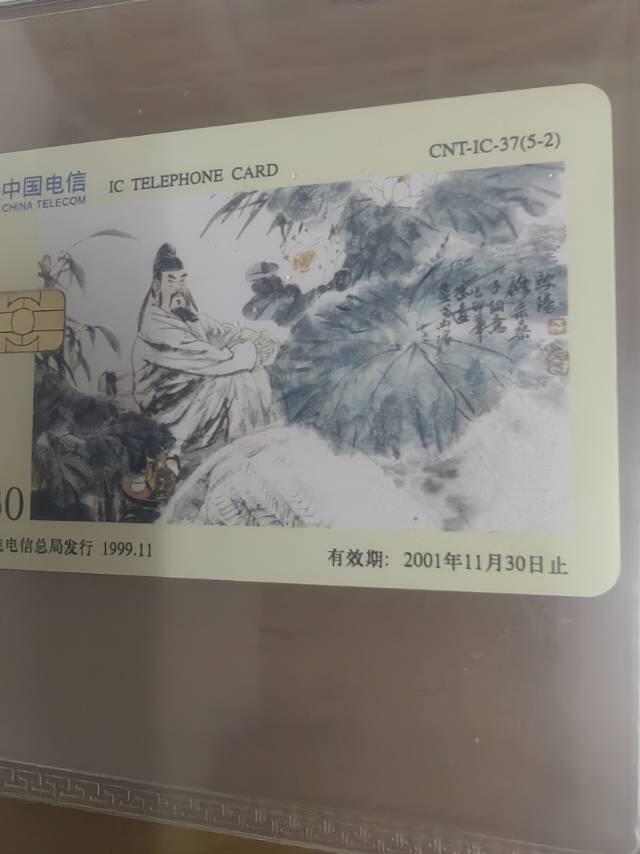 中国电信
CHINA TELECOM
IC TELEPHONE CARD
CNT-IC-37(5-2)
0
电信总局发行 1999.11
有效期：2001年11月30日止